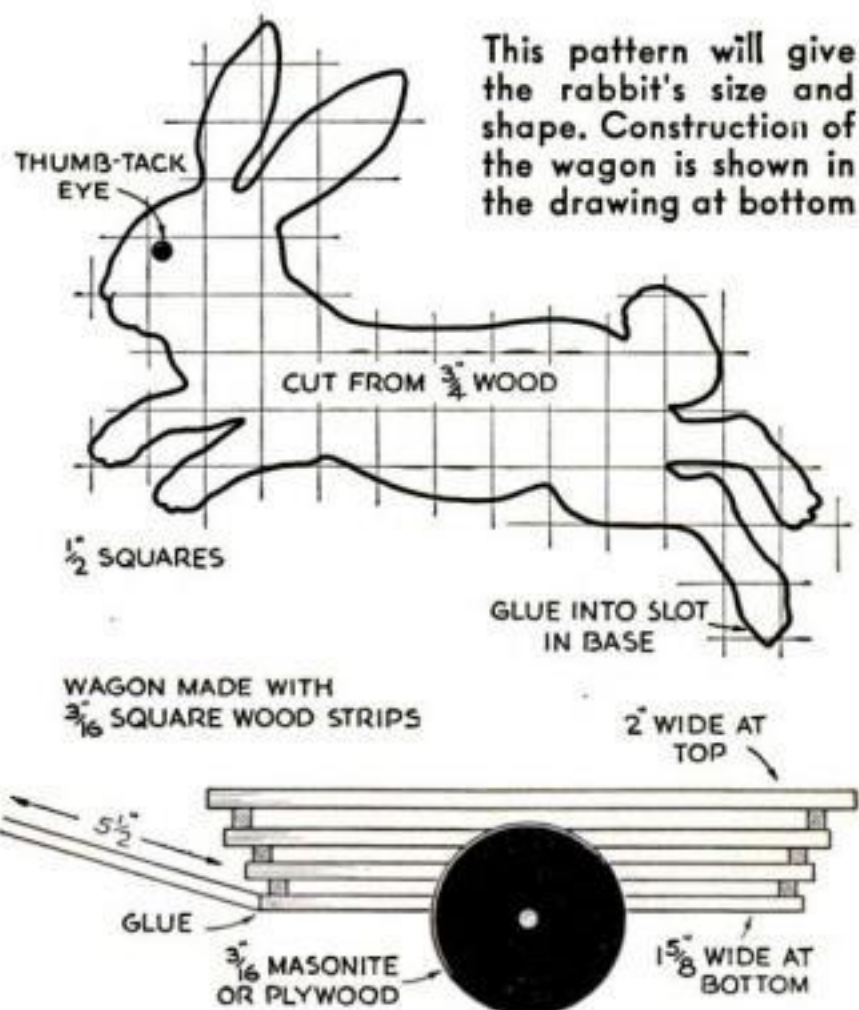 This pattern will give
the rabbit's size and
shape. Construction of
the wagon is shown in
the drawing at bottom
THUMB-TACK
EYE
CUT FROM 3/4" WOOD
1/2" SQUARES
GLUE INTO SLOT
IN BASE
WAGON MADE WITH
3/16" SQUARE WOOD STRIPS
2" WIDE AT
TOP
5 1/2"
GLUE
3/16" MASONITE
OR PLYWOOD
1 5/8" WIDE AT
BOTTOM